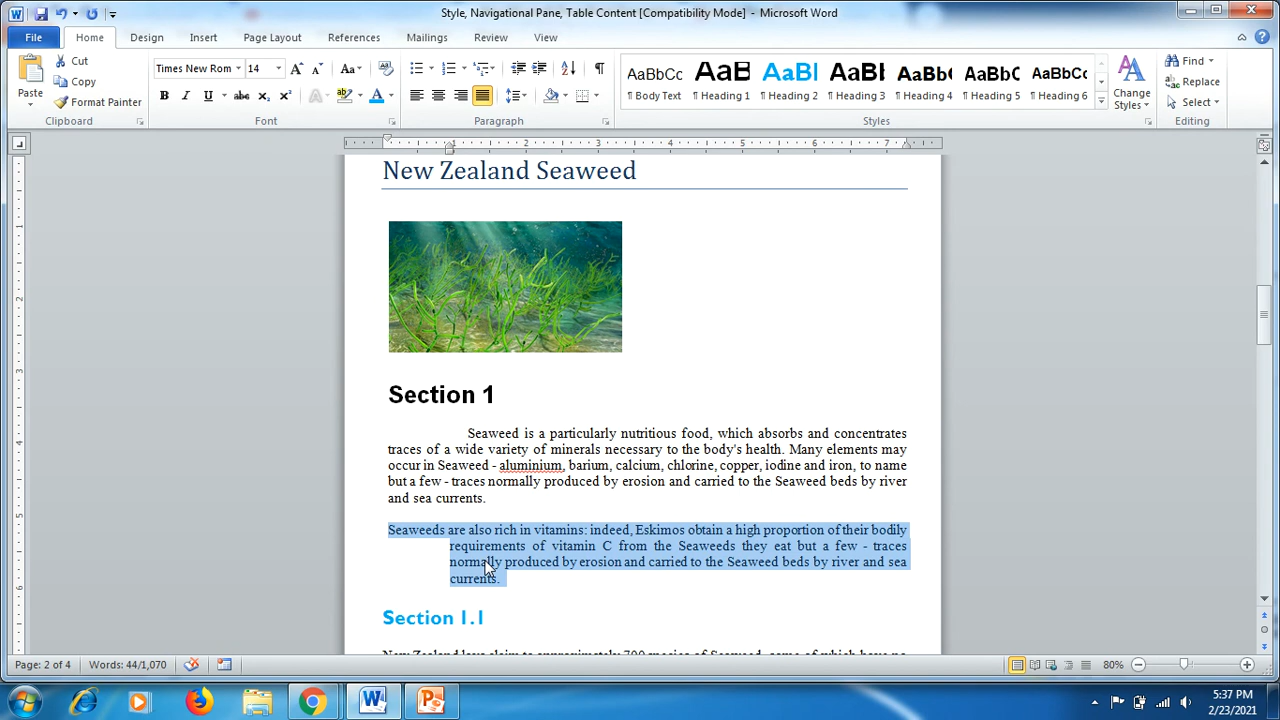 Style, Navigational Pane, Table Content [Compatibility Mode] - Microsoft Word
File Home Insert Page Layout References Mailings Review View Design
Paste
Cut
Copy
Format Painter
Clipboard
Times New Rom 14
Font
Paragraph
AaBbCc AaB AaBl AaBb AaBbC AaBbC AaBbCc
¶ Body Text Heading 1 Heading 2 ¶ Heading 3 ¶ Heading 4 ¶ Heading 5 ¶ Heading 6
Styles
Change
Styles
Find
Replace
Select
Editing
1 2 3 4 5 6 7
New Zealand Seaweed
Section 1
Seaweed is a particularly nutritious food, which absorbs and concentrates
traces of a wide variety of minerals necessary to the body's health. Many elements may
occur in Seaweed - aluminium, barium, calcium, chlorine, copper, iodine and iron, to name
but a few - traces normally produced by erosion and carried to the Seaweed beds by river
and sea currents.
Seaweeds are also rich in vitamins: indeed, Eskimos obtain a high proportion of their bodily
requirements of vitamin C from the Seaweeds they eat but a few - traces
normally produced by erosion and carried to the Seaweed beds by river and sea
currents.
Section 1.1
Page: 2 of 4 Words: 44/1,070 80%
5:37 PM
2/23/2021